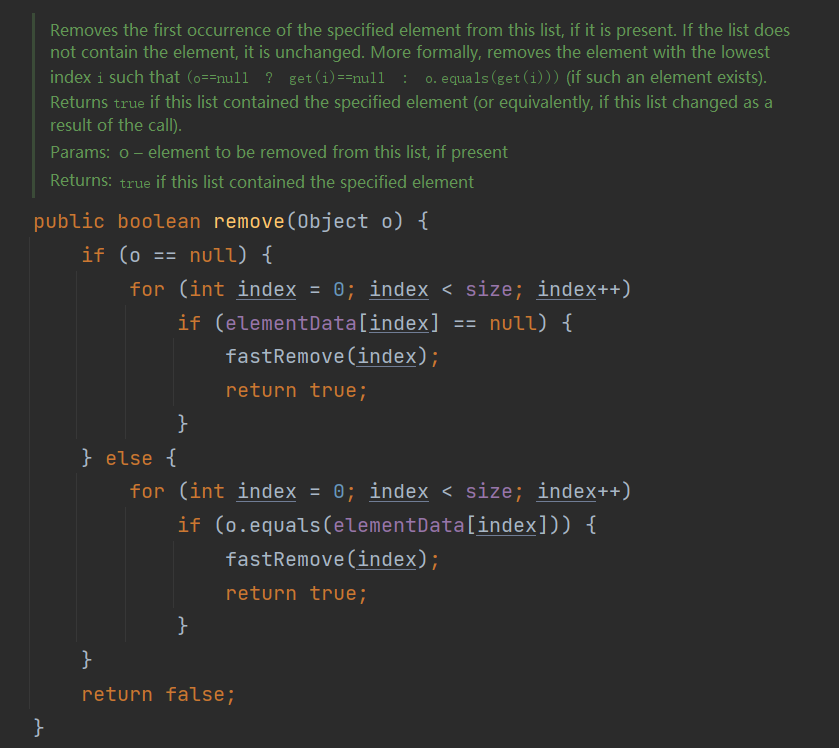 Removes the first occurrence of the specified element from this list, if it is present. If the list does
not contain the element, it is unchanged. More formally, removes the element with the lowest
index i such that (o==null ? get(i)==null : o.equals(get(i))) (if such an element exists).
Returns true if this list contained the specified element (or equivalently, if this list changed as a
result of the call).
Params: o – element to be removed from this list, if present
Returns: true if this list contained the specified element
public boolean remove(Object o) {
    if (o == null) {
        for (int index = 0; index < size; index++)
            if (elementData[index] == null) {
                fastRemove(index);
                return true;
            }
    } else {
        for (int index = 0; index < size; index++)
            if (o.equals(elementData[index])) {
                fastRemove(index);
                return true;
            }
    }
    return false;
}